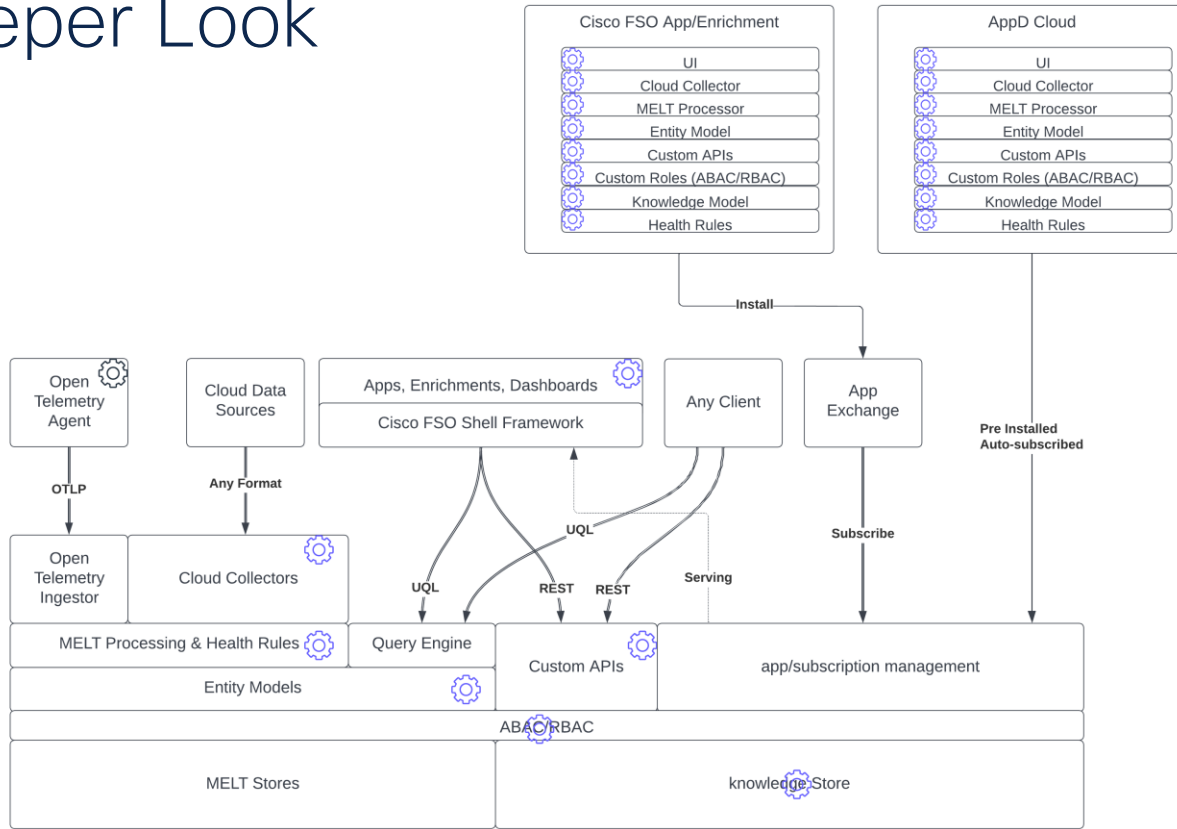 eper Look
Cisco FSO App/Enrichment
UI
Cloud Collector
MELT Processor
Entity Model
Custom APIs
Custom Roles (ABAC/RBAC)
Knowledge Model
Health Rules
AppD Cloud
UI
Cloud Collector
MELT Processor
Entity Model
Custom APIs
Custom Roles (ABAC/RBAC)
Knowledge Model
Health Rules
Install
Open
Telemetry
Agent
Cloud Data
Sources
Apps, Enrichments, Dashboards
Cisco FSO Shell Framework
Any Client
App
Exchange
Pre Installed
Auto-subscribed
OTLP
Any Format
UQL
Subscribe
Open
Telemetry
Ingestor
Cloud Collectors
UQL
REST
REST
Serving
MELT Processing & Health Rules
Query Engine
Custom APIs
app/subscription management
Entity Models
ABAC/RBAC
MELT Stores
knowledge Store